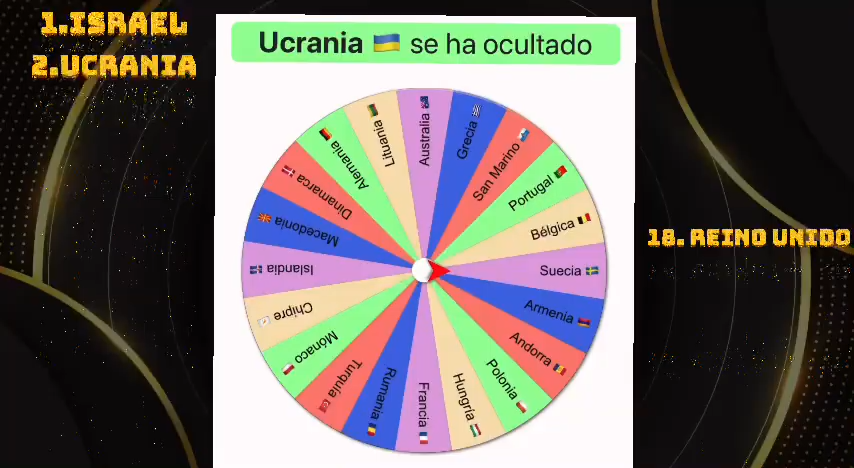 1.ISRAEL
2.UCRANIA
Ucrania 🇺🇦 se ha ocultado
18. REINO UNIDO
Australia
Grecia
San Marino
Portugal
Bélgica
Suecia
Armenia
Andorra
Polonia
Hungría
Francia
Rumanía
Turquía
Mónaco
Chipre
Islandia
Macedonia
Dinamarca
Alemania
Lituania